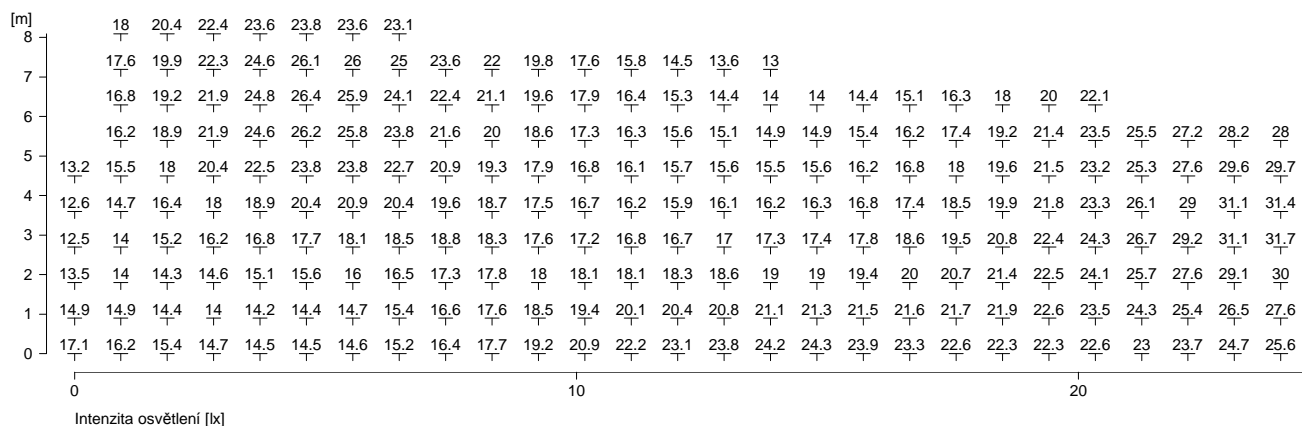 [m]
18 20.4 22.4 23.6 23.8 23.6 23.1
8
17.6 19.9 22.3 24.6 26.1 26 25 23.6 22 19.8 17.6 15.8 14.5 13.6 13
7
16.8 19.2 21.9 24.8 26.4 25.9 24.1 22.4 21.1 19.6 17.9 16.4 15.3 14.4 14 14 14.4 15.1 16.3 18 20 22.1
6
16.2 18.9 21.9 24.6 26.2 25.8 23.8 21.6 20 18.6 17.3 16.3 15.6 15.1 14.9 14.9 15.4 16.2 17.4 19.2 21.4 23.5 25.5 27.2 28.2 28
5
13.2 15.5 18 20.4 22.5 23.8 23.8 22.7 20.9 19.3 17.9 16.8 16.1 15.7 15.6 15.5 15.6 16.2 16.8 18 19.6 21.5 23.2 25.3 27.6 29.6 29.7
4
12.6 14.7 16.4 18 18.9 20.4 20.9 20.4 19.6 18.7 17.5 16.7 16.2 15.9 16.1 16.2 16.3 16.8 17.4 18.5 19.9 21.8 23.3 26.1 29 31.1 31.4
3
12.5 14 15.2 16.2 16.8 17.7 18.1 18.5 18.8 18.3 17.6 17.2 16.8 16.7 17 17.3 17.4 17.8 18.6 19.5 20.8 22.4 24.3 26.7 29.2 31.1 31.7
2
13.5 14 14.3 14.6 15.1 15.6 16 16.5 17.3 17.8 18 18.1 18.1 18.3 18.6 19 19 19.4 20 20.7 21.4 22.5 24.1 25.7 27.6 29.1 30
1
14.9 14.9 14.4 14 14.2 14.4 14.7 15.4 16.6 17.6 18.5 19.4 20.1 20.4 20.8 21.1 21.3 21.5 21.6 21.7 21.9 22.6 23.5 24.3 25.4 26.5 27.6
0
17.1 16.2 15.4 14.7 14.5 14.5 14.6 15.2 16.4 17.7 19.2 20.9 22.2 23.1 23.8 24.2 24.3 23.9 23.3 22.6 22.3 22.3 22.6 23 23.7 24.7 25.6
0 10 20
Intenzita osvětlení [lx]